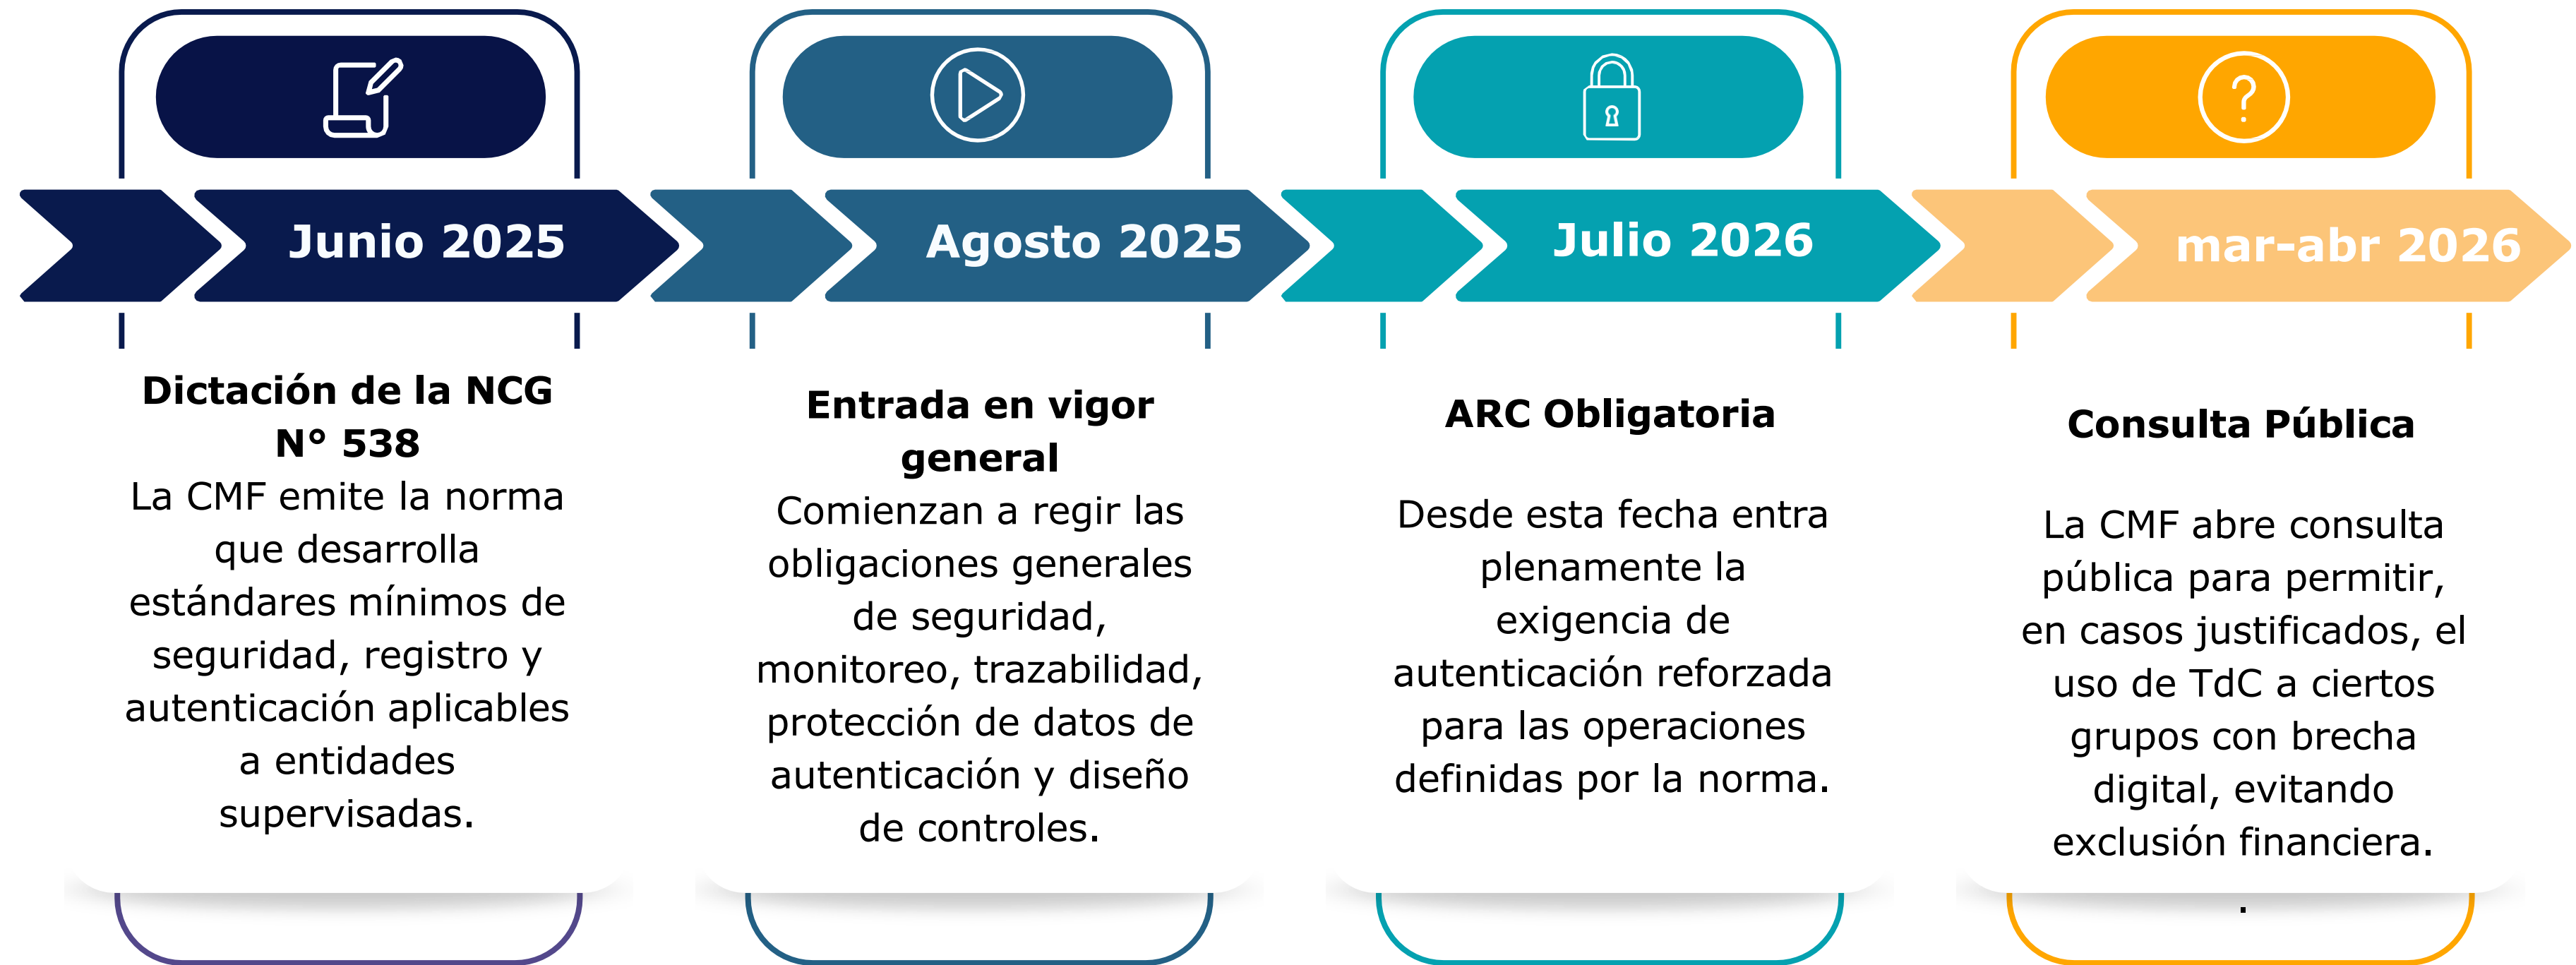 Junio 2025
Dictación de la NCG
N° 538
La CMF emite la norma
que desarrolla
estándares mínimos de
seguridad, registro y
autenticación aplicables
a entidades
supervisadas.
Agosto 2025
Entrada en vigor
general
Comienzan a regir las
obligaciones generales
de seguridad,
monitoreo, trazabilidad,
protección de datos de
autenticación y diseño
de controles.
Julio 2026
ARC Obligatoria
Desde esta fecha entra
plenamente la
exigencia de
autenticación reforzada
para las operaciones
definidas por la norma.
mar-abr 2026
Consulta Pública
La CMF abre consulta
pública para permitir,
en casos justificados, el
uso de TdC a ciertos
grupos con brecha
digital, evitando
exclusión financiera.
.